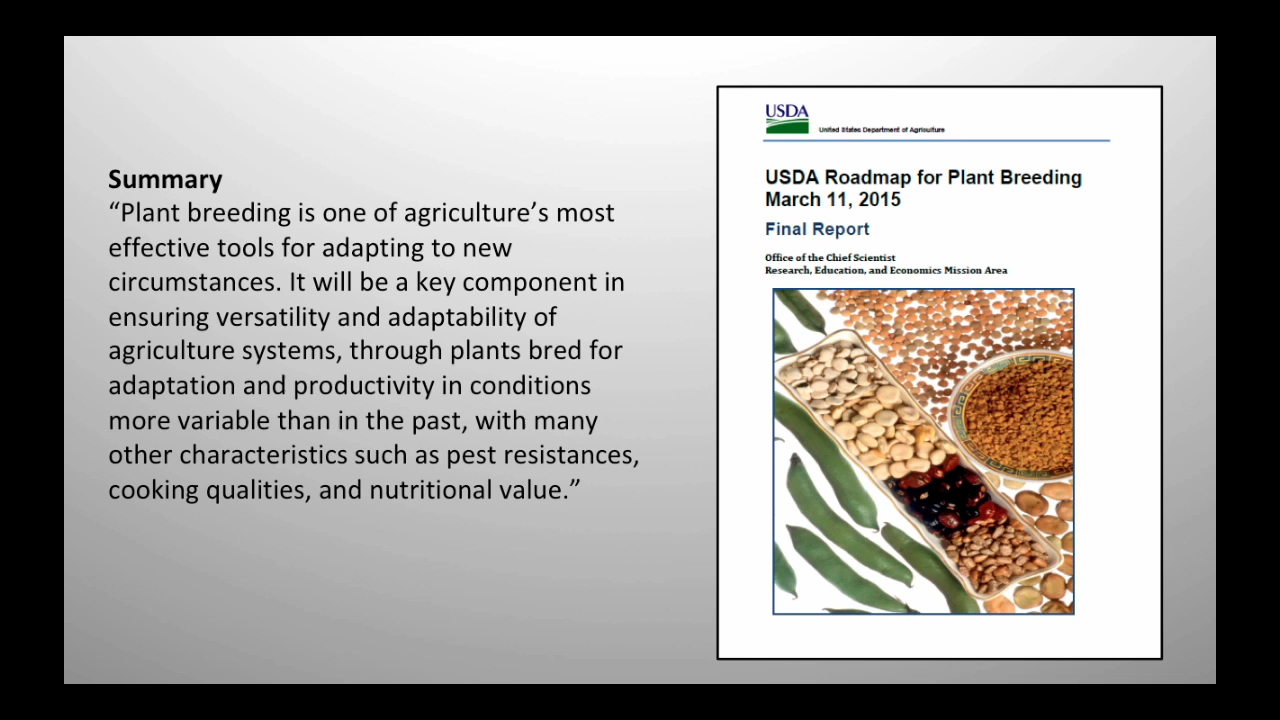 Summary
“Plant breeding is one of agriculture’s most
effective tools for adapting to new
circumstances. It will be a key component in
ensuring versatility and adaptability of
agriculture systems, through plants bred for
adaptation and productivity in conditions
more variable than in the past, with many
other characteristics such as pest resistances,
cooking qualities, and nutritional value.”
USDA
United States Department of Agriculture
USDA Roadmap for Plant Breeding
March 11, 2015
Final Report
Office of the Chief Scientist
Research, Education, and Economics Mission Area